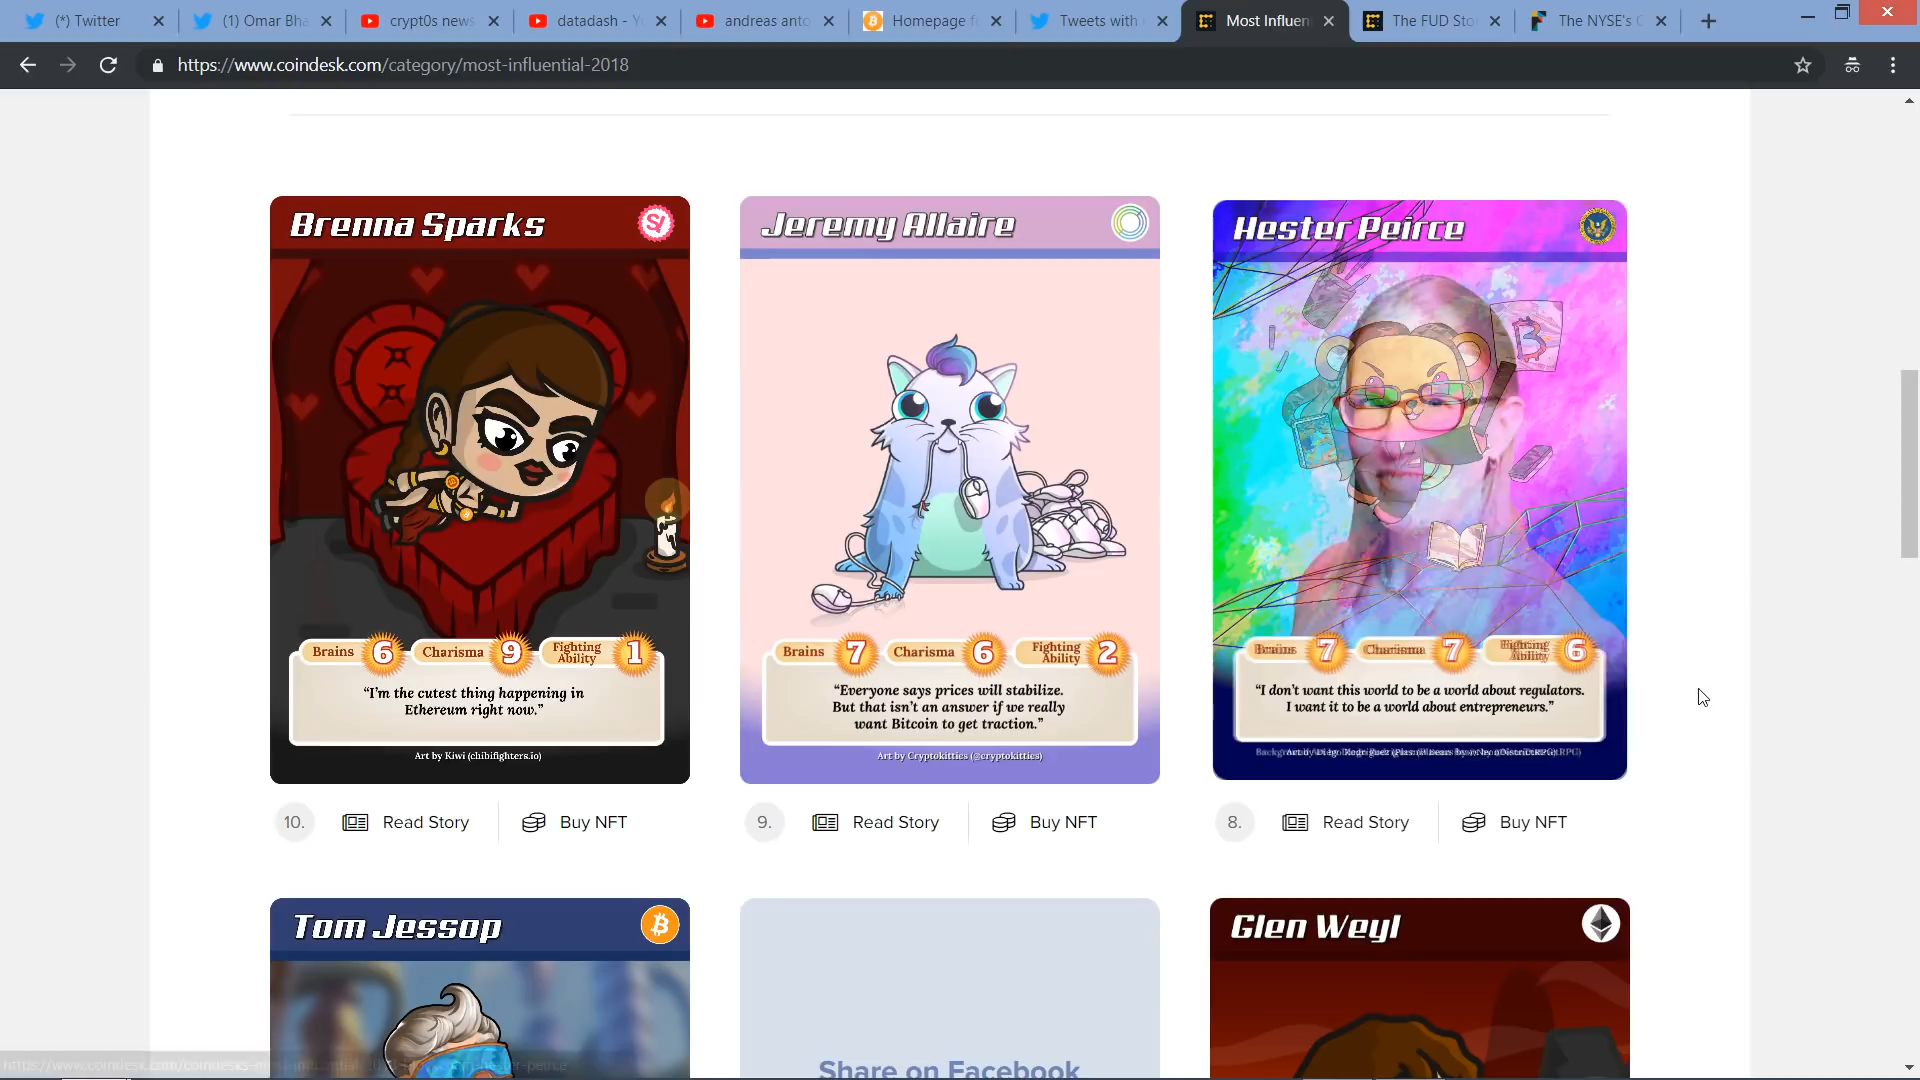 (*) Twitter
(1) Omar Bha
crypt0s news
datadash - Y
andreas anto
Homepage f
Tweets with
Most Influen
The FUD Sto
The NYSE's
https://www.coindesk.com/category/most-influential-2018
Brenna Sparks
Jeremy Allaire
Hester Peirce
Brains 6 Charisma 9 Fighting Ability 1
"I'm the cutest thing happening in
Ethereum right now."
Art by Kiwi (chibifighters.io)
Brains 7 Charisma 6 Fighting Ability 2
"Everyone says prices will stabilize.
But that isn't an answer if we really
want Bitcoin to get traction."
Art by Cryptokitties (@cryptokitties)
Brains 7 Charisma 7 Fighting Ability 6
"I don't want this world to be a world about regulators.
I want it to be a world about entrepreneurs."
10. Read Story Buy NFT
9. Read Story Buy NFT
8. Read Story Buy NFT
Tom Jessop
Share on Facebook
Glen Weyl